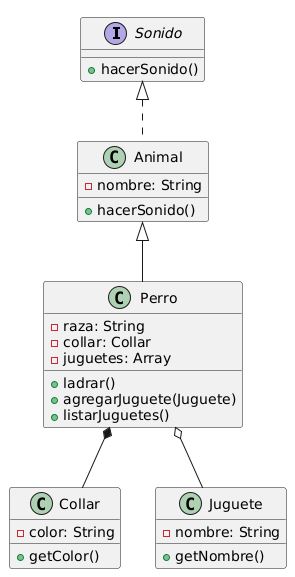 I Sonido
hacerSonido()
C Animal
nombre: String
hacerSonido()
C Perro
raza: String
collar: Collar
juguetes: Array
ladrar()
agregarJuguete(Juguete)
listarJuguetes()
C Collar
color: String
getColor()
C Juguete
nombre: String
getNombre()